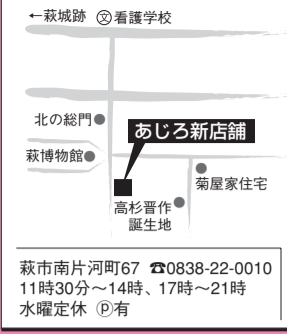 ←萩城跡 ㊛看護学校
北の総門●
あじろ新店舗
萩博物館●
菊屋家住宅
高杉晋作
誕生地
萩市南片河町67 ☎0838-22-0010
11時30分〜14時、17時〜21時
水曜定休 ⓟ有